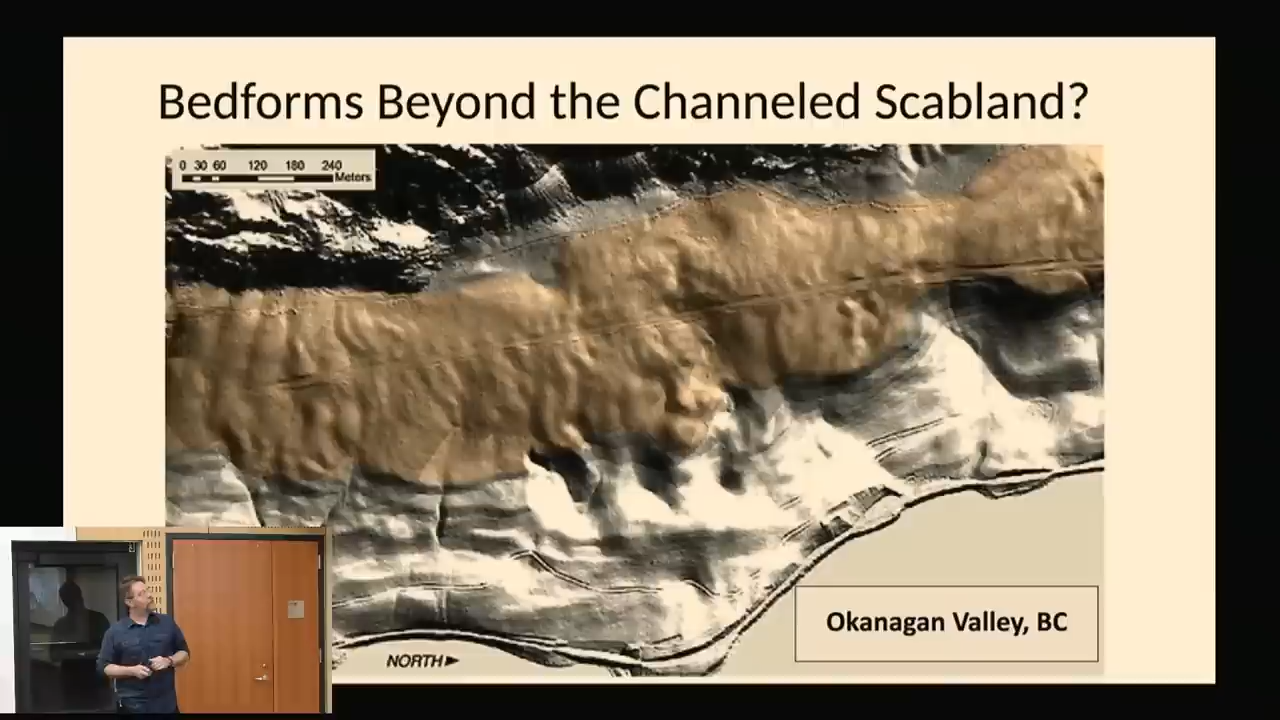 Bedforms Beyond the Channeled Scabland?
0 30 60 120 180 240
Meters
Okanagan Valley, BC
NORTH